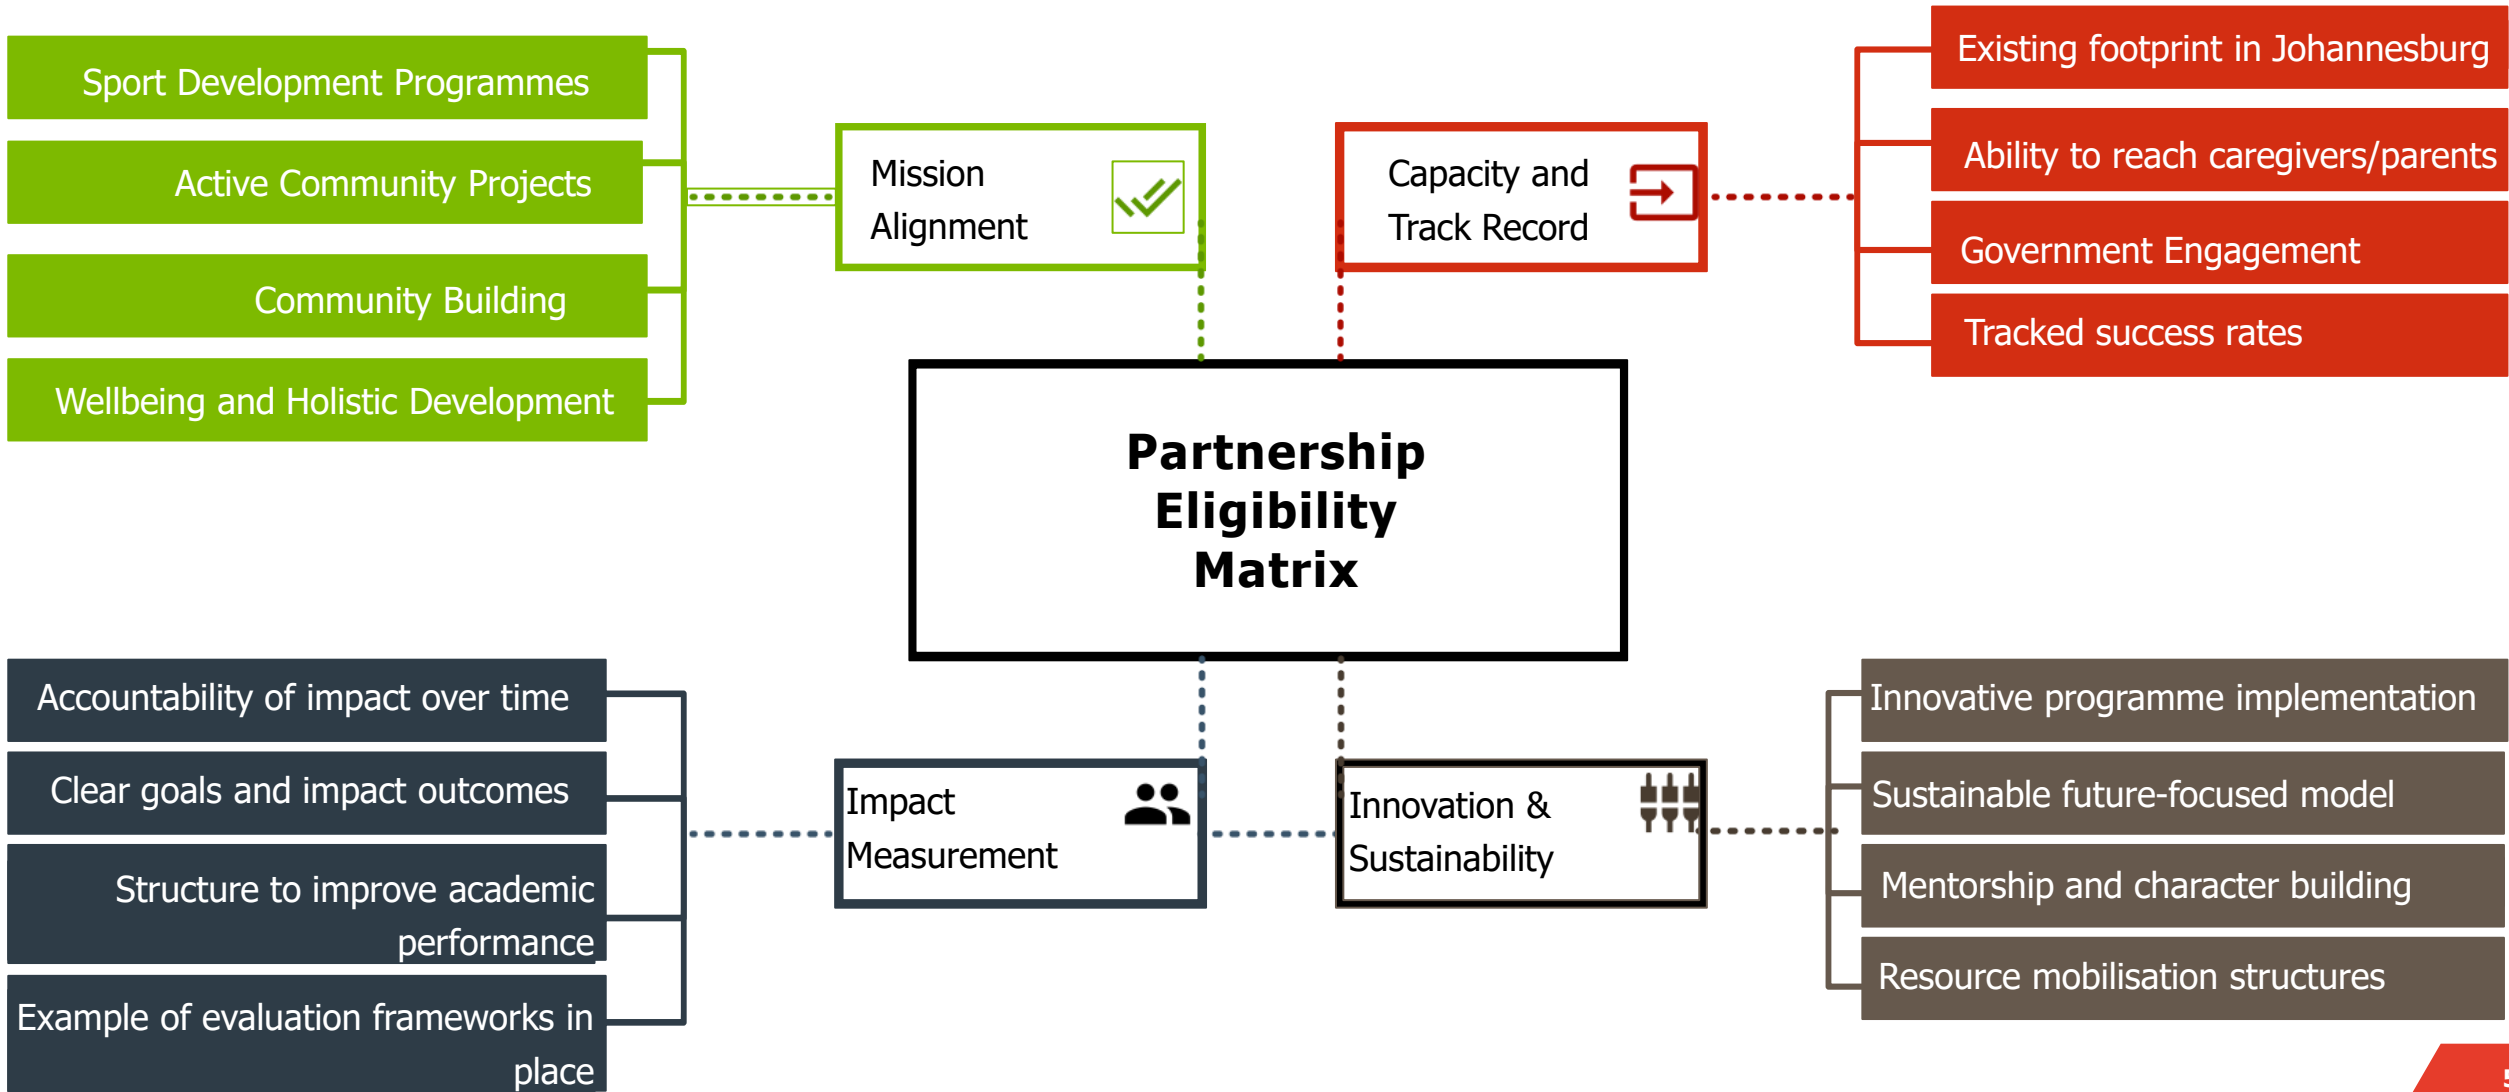 Sport Development Programmes
Active Community Projects
Community Building
Wellbeing and Holistic Development
Mission
Alignment
Capacity and
Track Record
Existing footprint in Johannesburg
Ability to reach caregivers/parents
Government Engagement
Tracked success rates
Partnership
Eligibility
Matrix
Accountability of impact over time
Clear goals and impact outcomes
Structure to improve academic
performance
Example of evaluation frameworks in
place
Impact
Measurement
Innovation &
Sustainability
Innovative programme implementation
Sustainable future-focused model
Mentorship and character building
Resource mobilisation structures